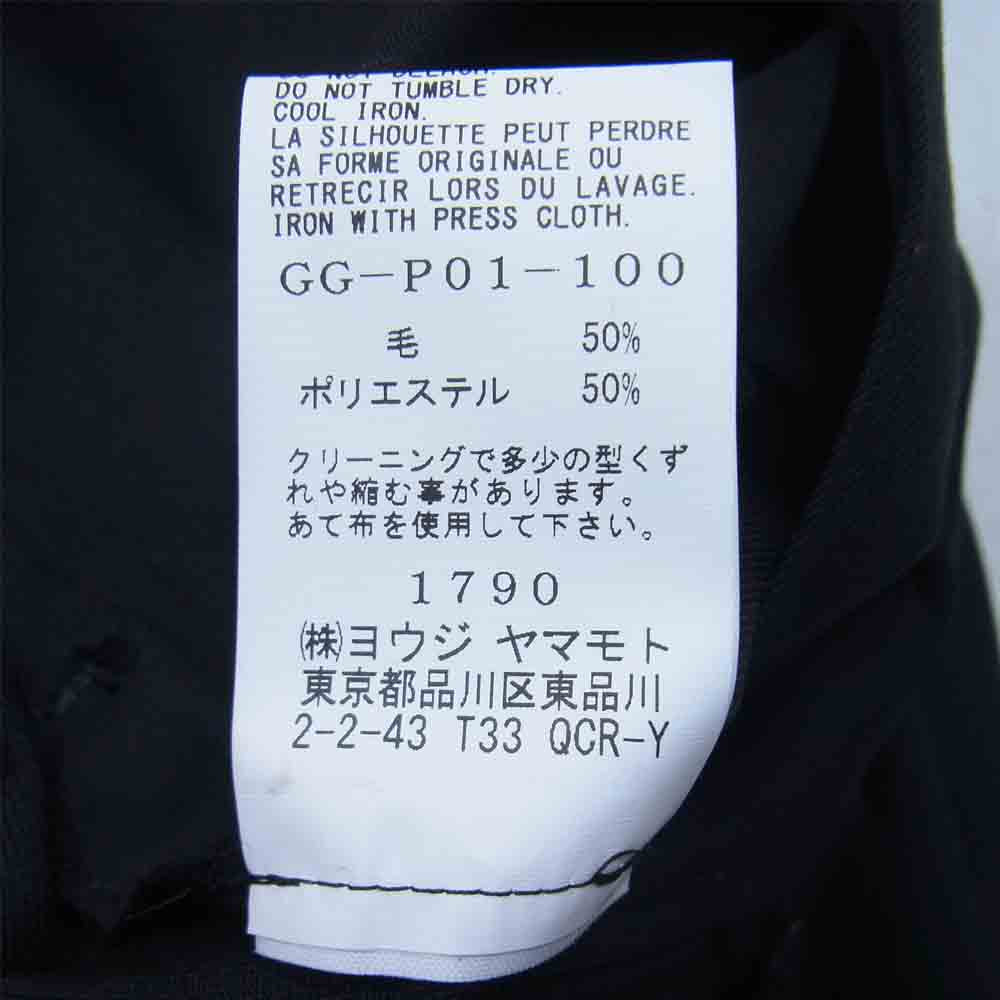 DO NOT BLEACH.
DO NOT TUMBLE DRY.
COOL IRON.
LA SILHOUETTE PEUT PERDRE
SA FORME ORIGINALE OU
RETRECIR LORS DU LAVAGE.
IRON WITH PRESS CLOTH.
GG-P01-100
毛 50%
ポリエステル 50%
クリーニングで多少の型くず
れや縮む事があります。
あて布を使用して下さい。
1790
㈱ヨウジ ヤマモト
東京都品川区東品川
2-2-43 T33 QCR-Y